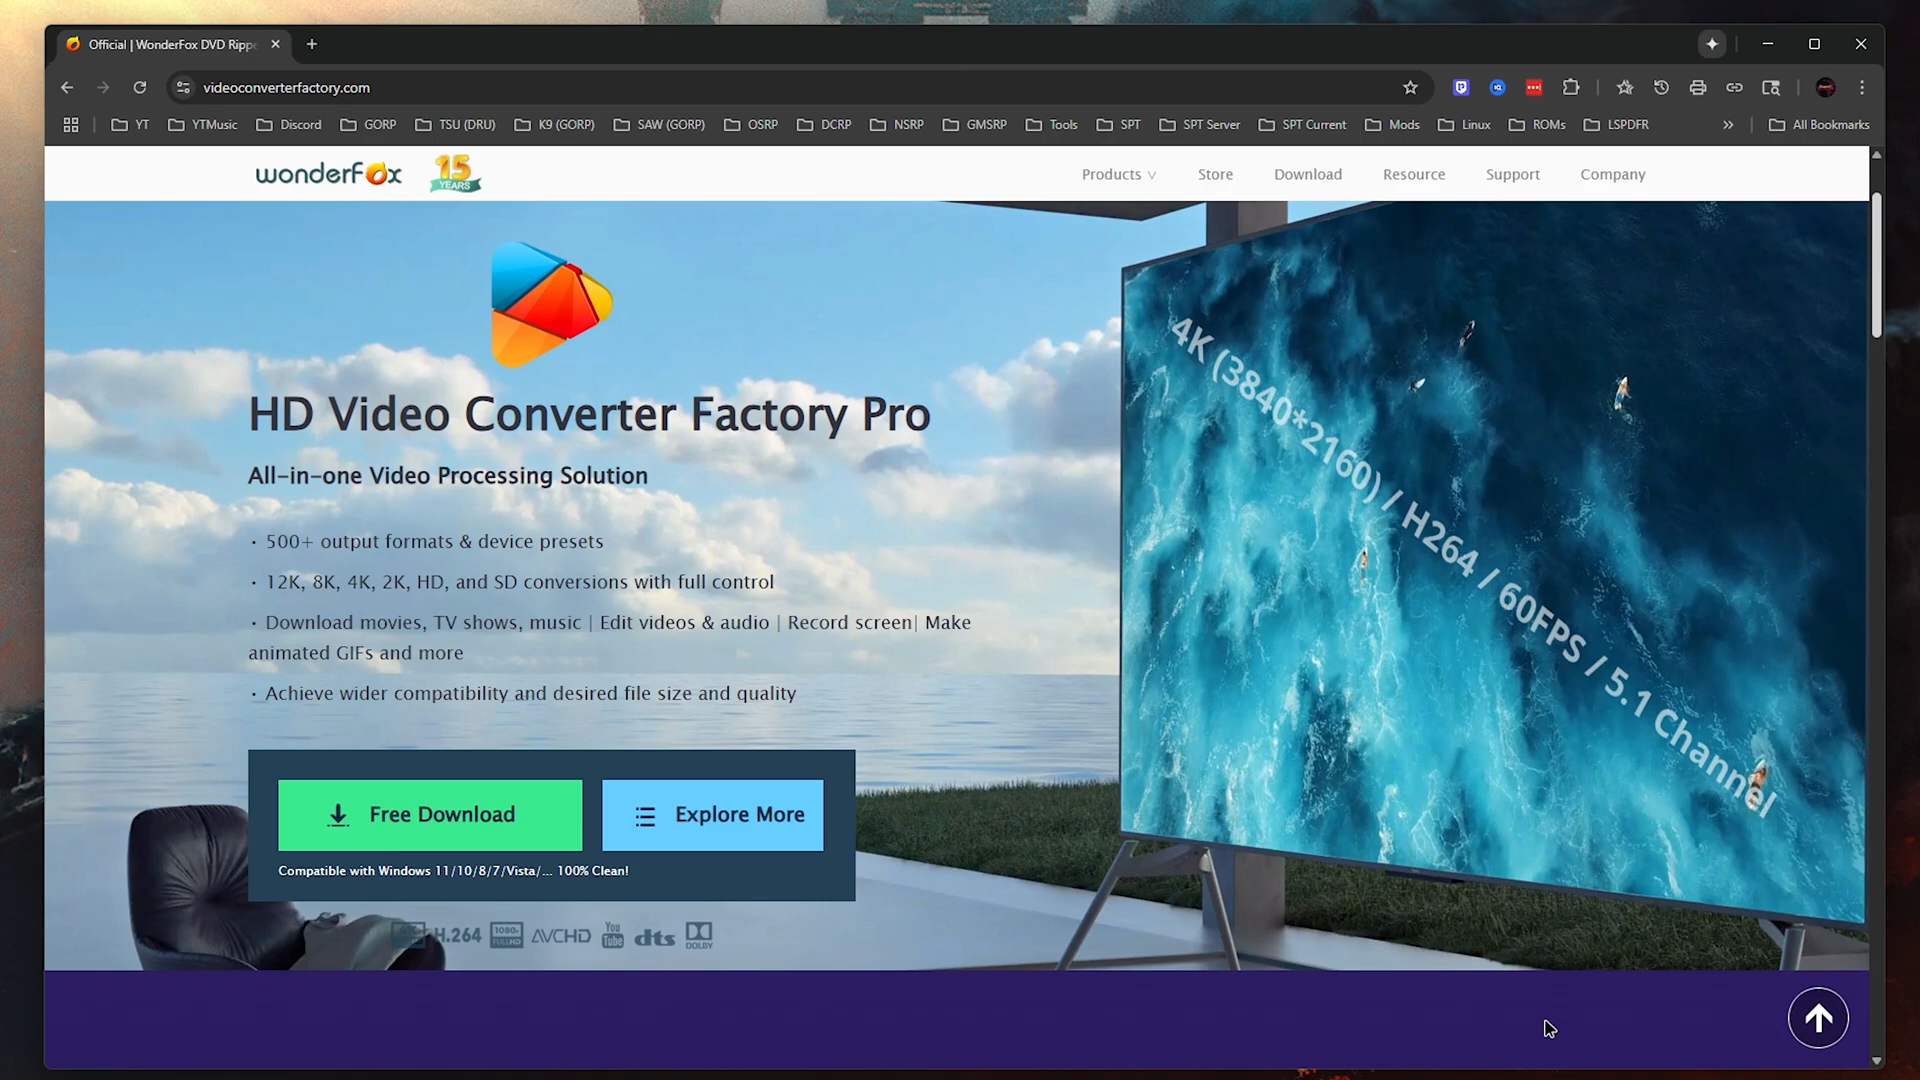 Official | WonderFox DVD Rippe
videoconverterfactory.com
YT
YTMusic
Discord
GORP
TSU (DRU)
K9 (GORP)
SAW (GORP)
OSRP
DCRP
NSRP
GMSRP
Tools
SPT
SPT Server
SPT Current
Mods
Linux
ROMs
LSPDFR
All Bookmarks
wonderFox
15
YEARS
Products
Store
Download
Resource
Support
Company
HD Video Converter Factory Pro
All-in-one Video Processing Solution
• 500+ output formats & device presets
• 12K, 8K, 4K, 2K, HD, and SD conversions with full control
• Download movies, TV shows, music | Edit videos & audio | Record screen| Make
animated GIFs and more
• Achieve wider compatibility and desired file size and quality
Free Download
Explore More
Compatible with Windows 11/10/8/7/Vista/... 100% Clean!
H.264
1080p
FULLHD
AVCHD
You
Tube
dts
DOLBY
4K (3840*2160) / H264 / 60FPS / 5.1 Channel